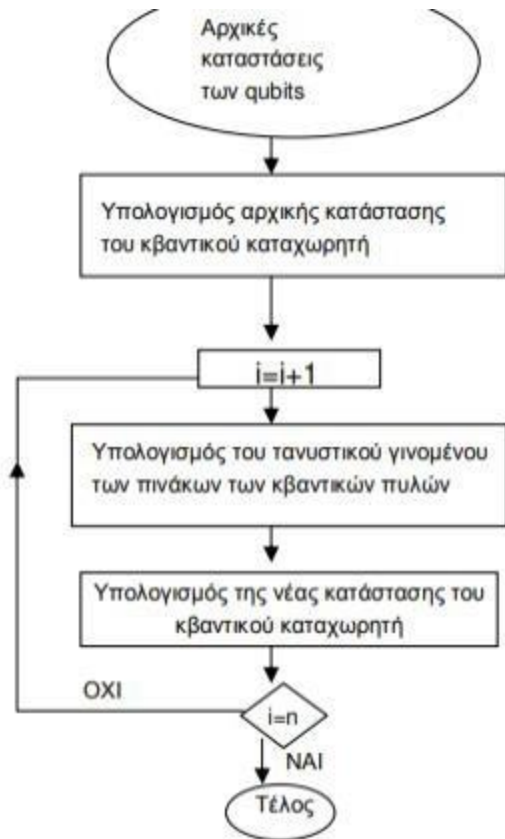 Αρχικές
καταστάσεις
των qubits
Υπολογισμός αρχικής κατάστασης
του κβαντικού καταχωρητή
i=i+1
Υπολογισμός του τανυστικού γινομένου
των πινάκων των κβαντικών πυλών
Υπολογισμός της νέας κατάστασης του
κβαντικού καταχωρητή
ΟΧΙ
i=n
ΝΑΙ
Τέλος